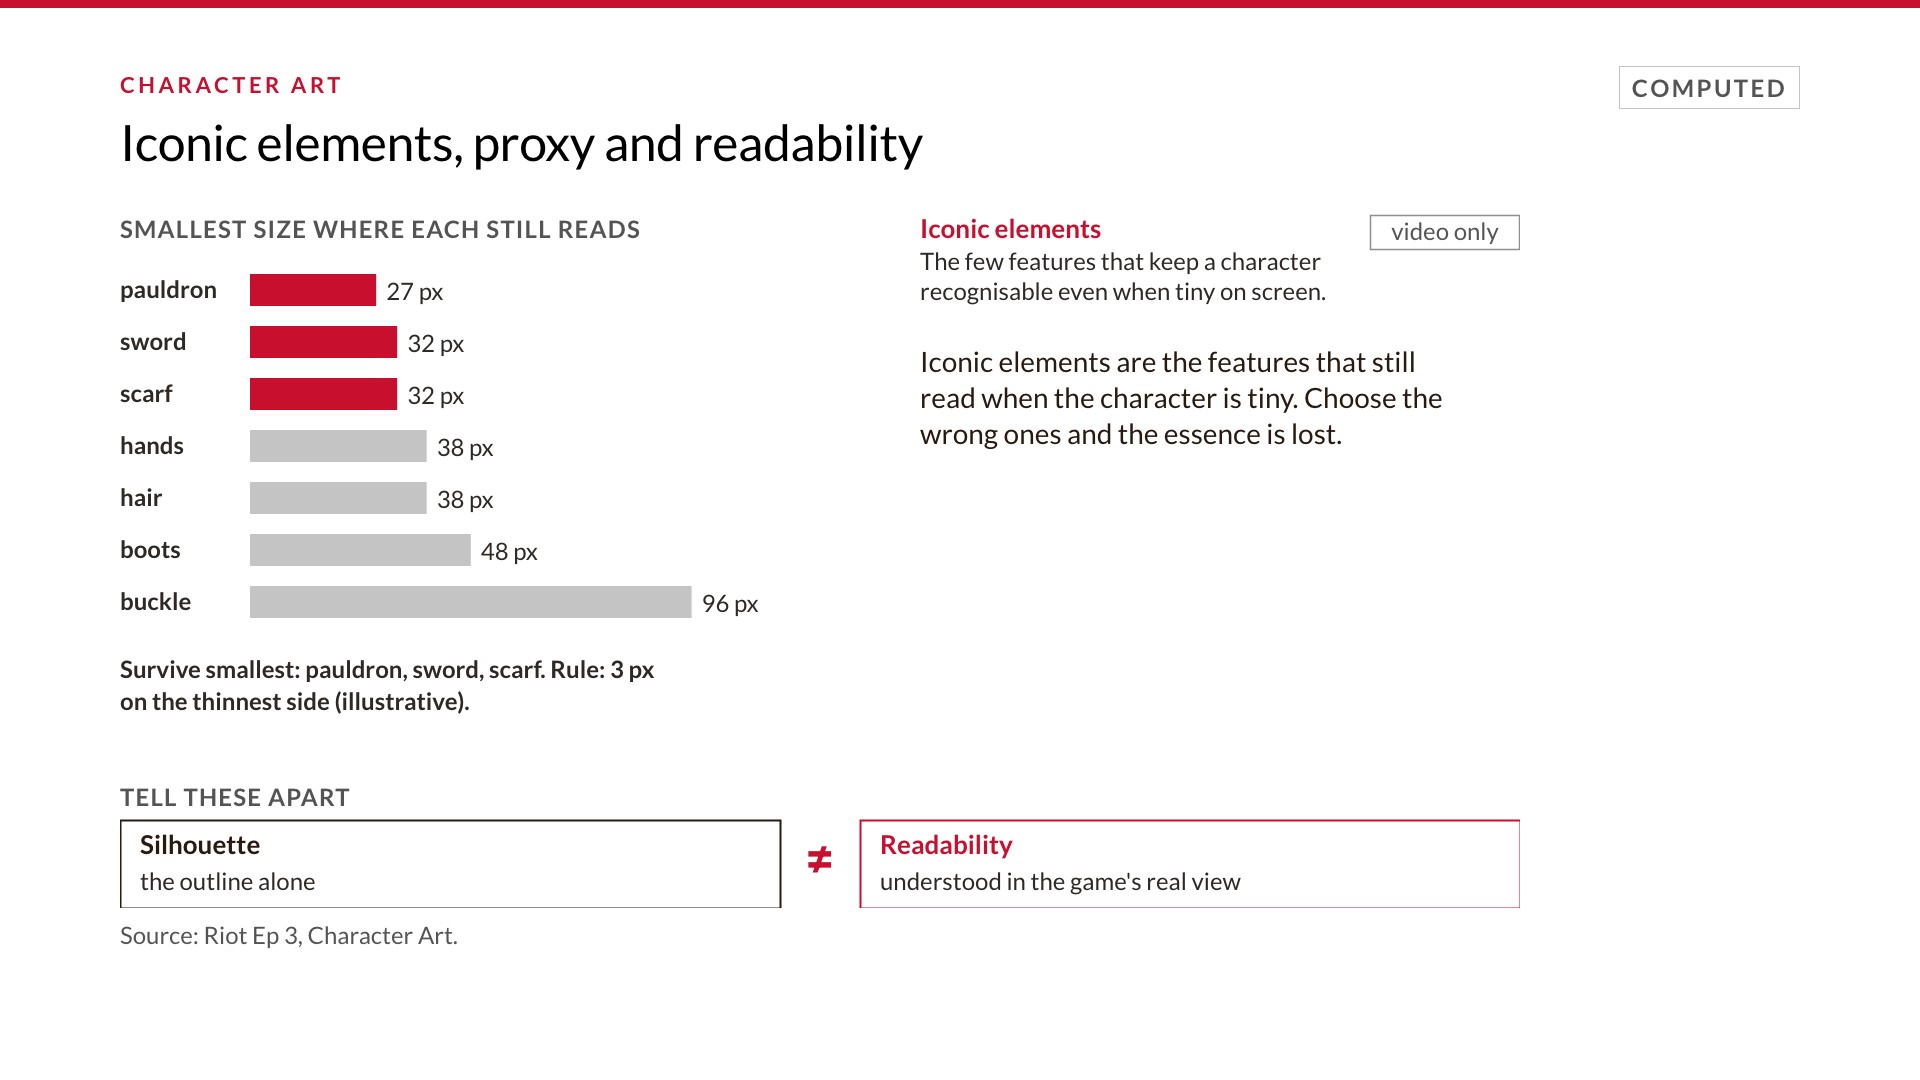 CHARACTER ART
COMPUTED
Iconic elements, proxy and readability
SMALLEST SIZE WHERE EACH STILL READS
pauldron 27 px
sword 32 px
scarf 32 px
hands 38 px
hair 38 px
boots 48 px
buckle 96 px
Survive smallest: pauldron, sword, scarf. Rule: 3 px
on the thinnest side (illustrative).
Iconic elements
video only
The few features that keep a character
recognisable even when tiny on screen.
Iconic elements are the features that still
read when the character is tiny. Choose the
wrong ones and the essence is lost.
TELL THESE APART
Silhouette
the outline alone
≠
Readability
understood in the game's real view
Source: Riot Ep 3, Character Art.